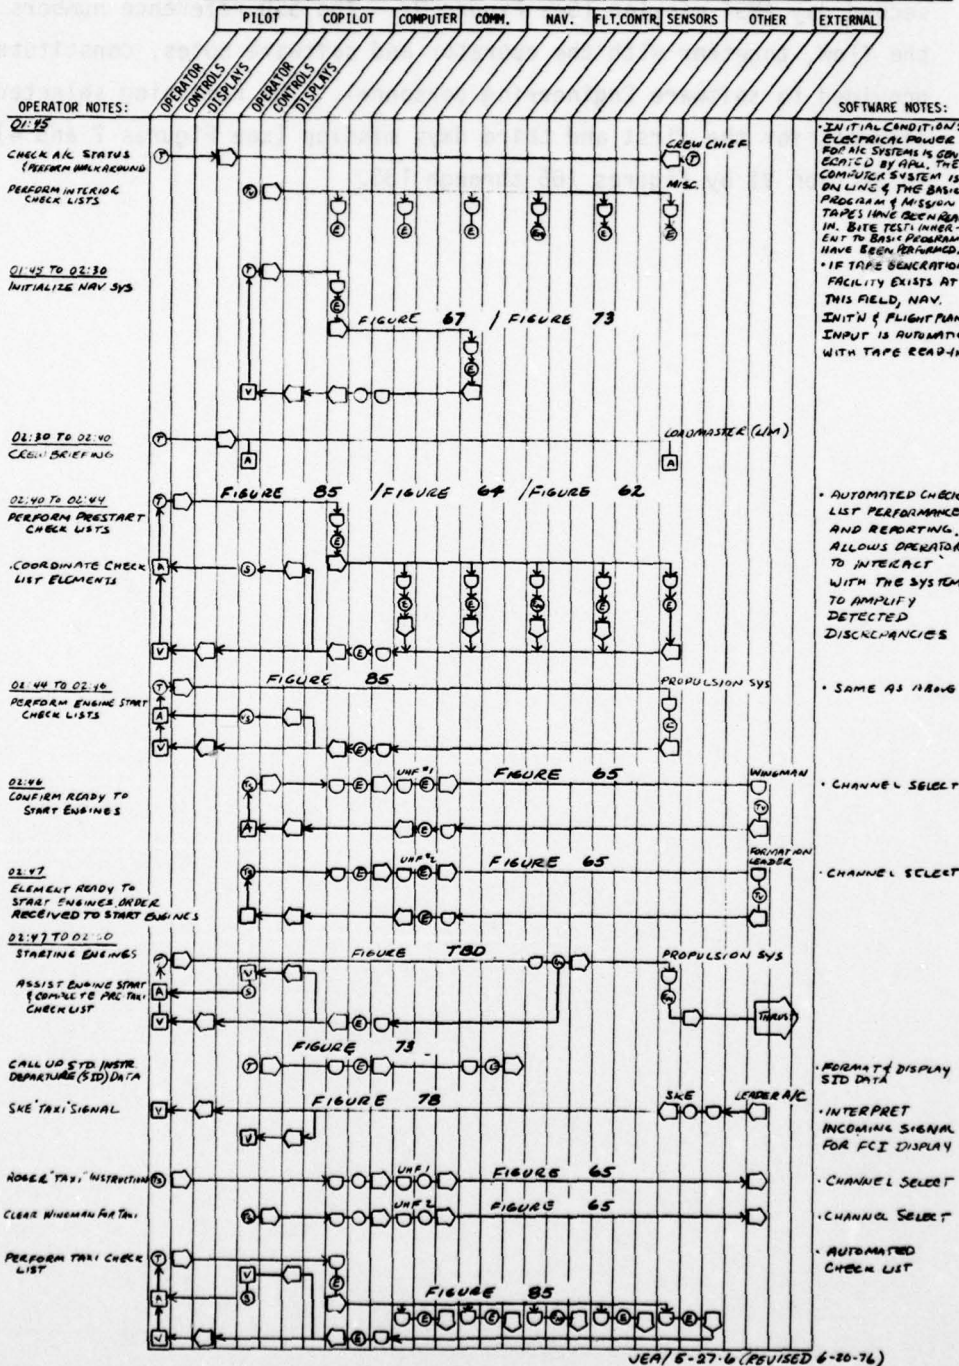 the
PILOT COPILOT COMPUTER COMM. NAV. FLT.CONTR. SENSORS OTHER EXTERNAL
OPERATOR CONTROLS DISPLAYS OPERATOR CONTROLS DISPLAYS
OPERATOR NOTES: SOFTWARE NOTES:
01:45
CHECK A/C STATUS
(PERFORM WALKAROUND
T CREW CHIEF T
PERFORM INTERIOR
CHECK LISTS
MISC.
E E E E E
· INITIAL CONDITION:
ELECTRICAL POWER
FOR A/C SYSTEMS IS GEN-
ERATED BY APU. THE
COMPUTER SYSTEM IS
ON LINE & THE BASIC
PROGRAM & MISSION
TAPES HAVE BEEN READ
IN. BITE TESTS INHER-
ENT TO BASIC PROGRAM
HAVE BEEN PERFORMED.
01:45 TO 02:30
INITIALIZE NAV SYS
T E
FIGURE 67 / FIGURE 73
E
V
· IF TAPE GENERATION
FACILITY EXISTS AT
THIS FIELD, NAV.
INIT'N & FLIGHT PLAN
INPUT IS AUTOMATIC
WITH TAPE READ-IN
02:30 TO 02:40
CREW BRIEFING
T LOADMASTER (L/M)
A A
02:40 TO 02:44
PERFORM PRESTART
CHECK LISTS
T FIGURE 85 / FIGURE 64 / FIGURE 62
E
·COORDINATE CHECK
LIST ELEMENTS
A S
E E E E
V E
· AUTOMATED CHECK
LIST PERFORMANCE
AND REPORTING.
ALLOWS OPERATOR
TO INTERACT
WITH THE SYSTEM
TO AMPLIFY
DETECTED
DISCREPANCIES
02:44 TO 02:46
PERFORM ENGINE START
CHECK LISTS
T FIGURE 85 PROPULSION SYS
A VS
V E
· SAME AS ABOVE
02:46
CONFIRM READY TO
START ENGINES
E UHF #1 E FIGURE 65 WINGMAN
A E
· CHANNEL SELECT
02:47
ELEMENT READY TO
START ENGINES. ORDER
RECEIVED TO START ENGINES
E UHF #2 E FIGURE 65 FORMATION
LEADER
E
· CHANNEL SELECT
02:47 TO
STARTING ENGINES
FIGURE TBD PROPULSION SYS
V
ASSIST ENGINE START
& COMPLETE PRE TAXI
CHECK LIST
A S
V E THRUST
CALL UP STD. INSTR.
DEPARTURE (SID) DATA
T FIGURE 73
E
· FORMAT & DISPLAY
SID DATA
SKE "TAXI" SIGNAL
V FIGURE 78 SKE LEADER A/C
V
· INTERPRET
INCOMING SIGNAL
FOR FCI DISPLAY
ROGER "TAXI" INSTRUCTION
UHF 1 FIGURE 65
· CHANNEL SELECT
CLEAR WINGMAN FOR TAXI
UHF 2 FIGURE 65
· CHANNEL SELECT
PERFORM TAXI CHECK
LIST
T V E
A S FIGURE 85
E E E E
V E
· AUTOMATED
CHECK LIST
JEA/5-27-6 (REVISED 6-20-76)